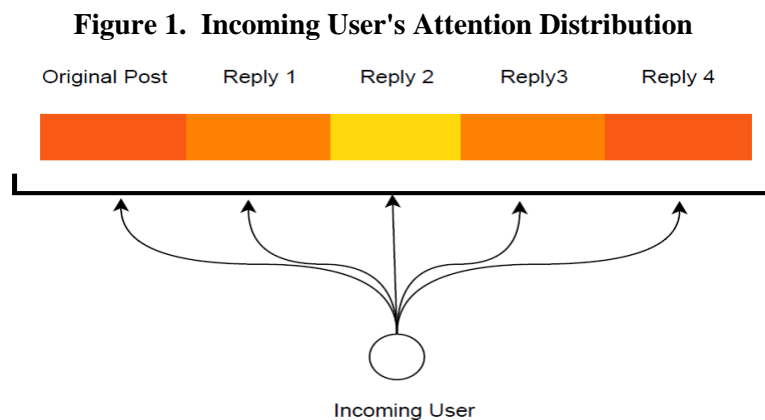 Figure 1.  Incoming User's Attention Distribution
Original Post Reply 1 Reply 2 Reply3 Reply 4
Incoming User